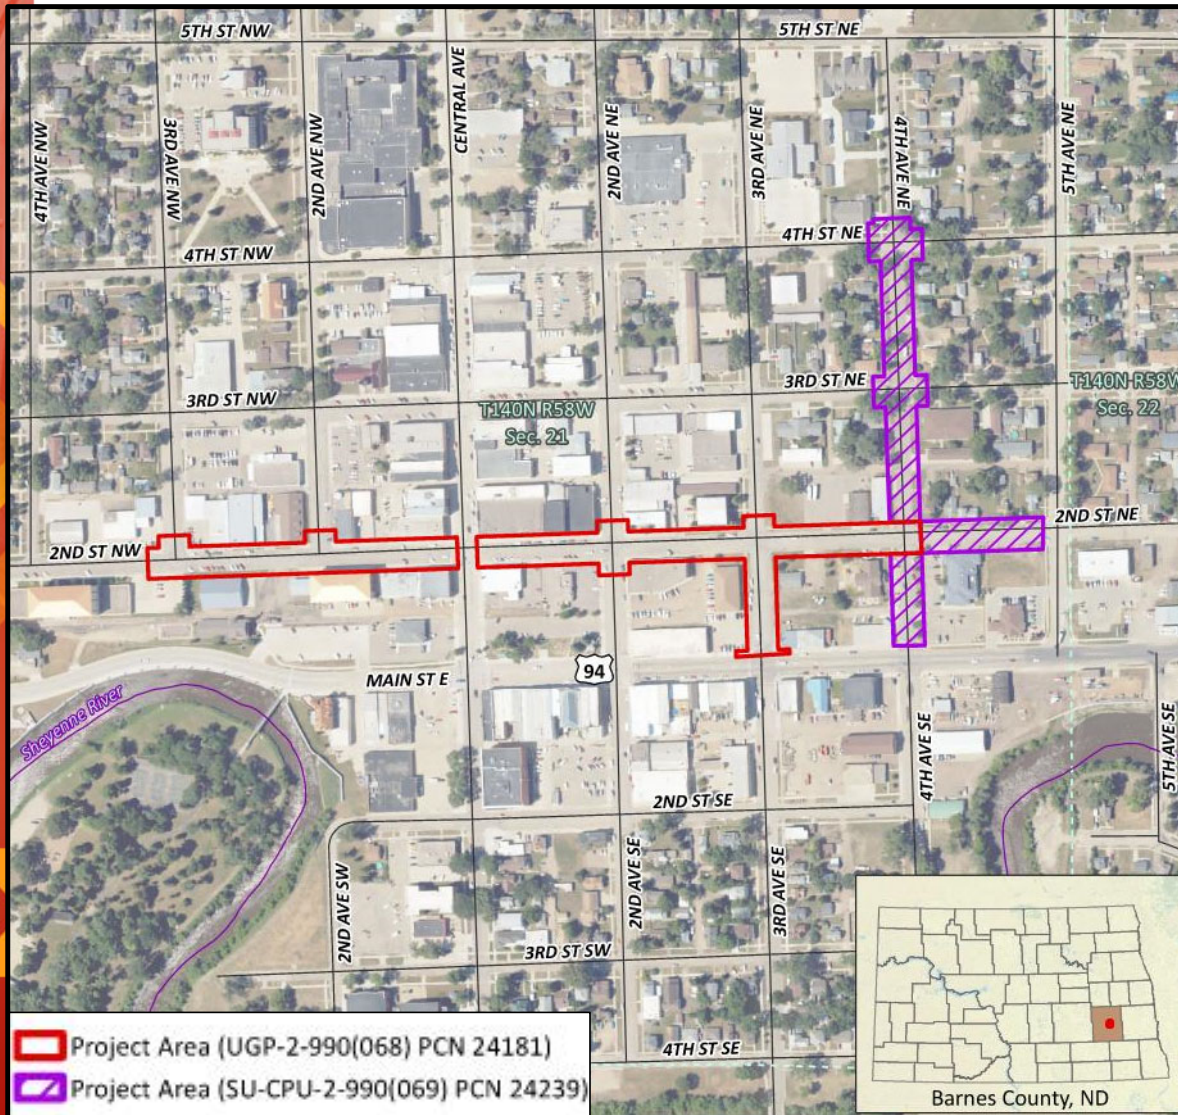 5TH ST NW
5TH ST NE
4TH AVE NW
3RD AVE NW
2ND AVE NW
CENTRAL AVE
2ND AVE NE
3RD AVE NE
4TH AVE NE
5TH AVE NE
4TH ST NW
4TH ST NE
3RD ST NW
3RD ST NE
T140N R58W
Sec. 21
T140N R58W
Sec. 22
2ND ST NW
2ND ST NE
94
MAIN ST E
Sheyenne River
2ND ST SE
4TH AVE SE
5TH AVE SE
2ND AVE SW
2ND AVE SE
3RD AVE SE
3RD ST SW
4TH ST SE
Project Area (UGP-2-990(068) PCN 24181)
Project Area (SU-CPU-2-990(069) PCN 24239)
Barnes County, ND